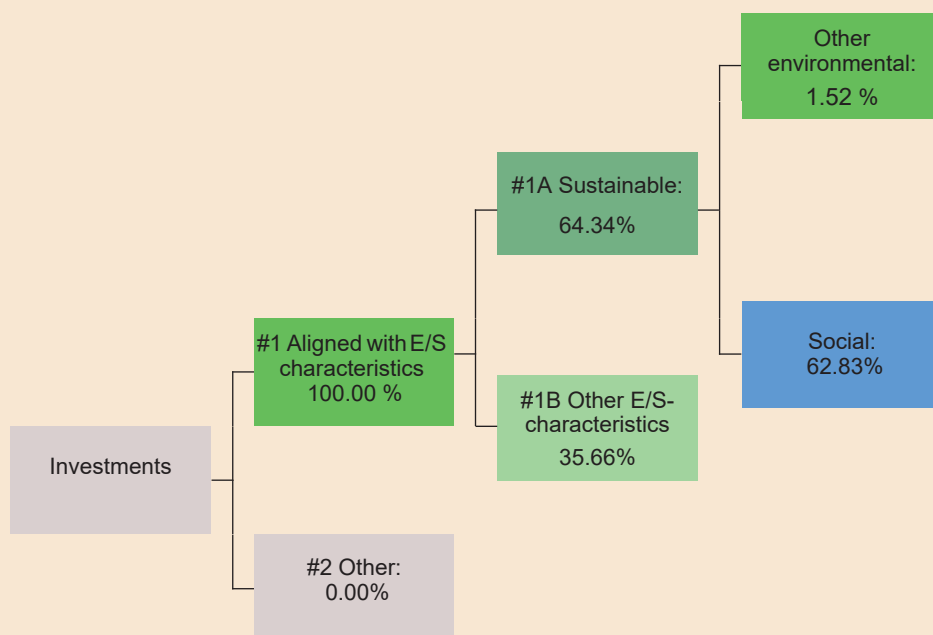 Other
environmental:
1.52 %
#1A Sustainable:
64.34%
#1 Aligned with E/S
characteristics
100.00 %
Social:
62.83%
#1B Other E/S-
characteristics
35.66%
Investments
#2 Other:
0.00%